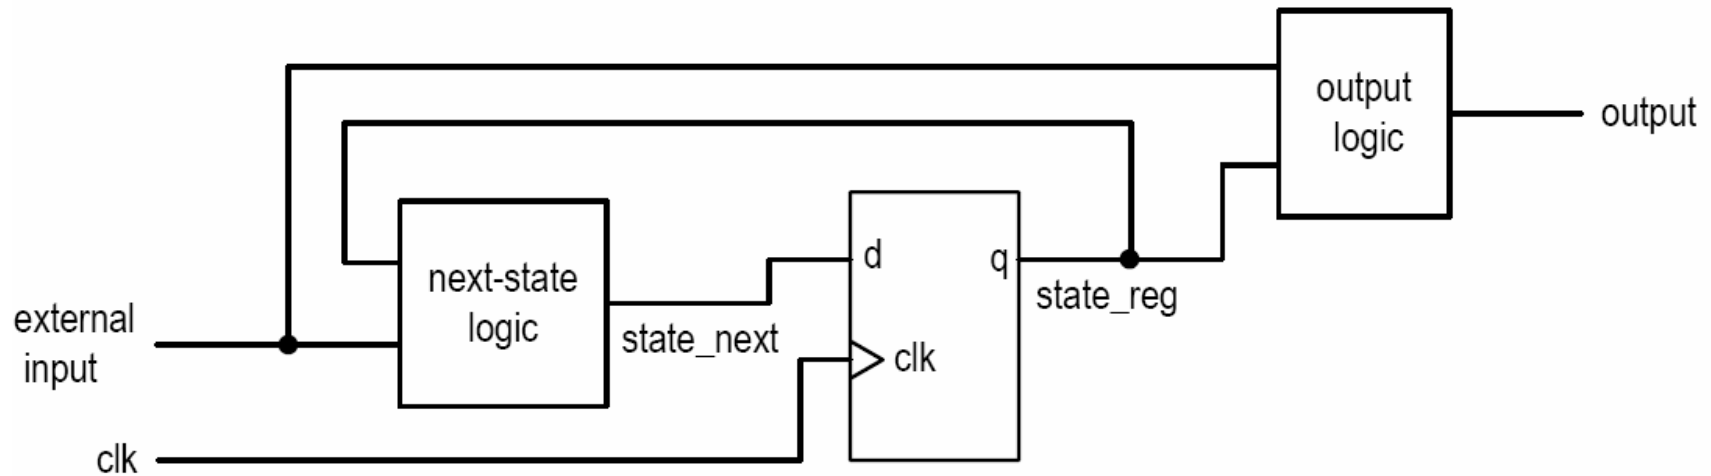 output
logic
output
next-state
logic
d
q
state_reg
external
input
state_next
clk
clk